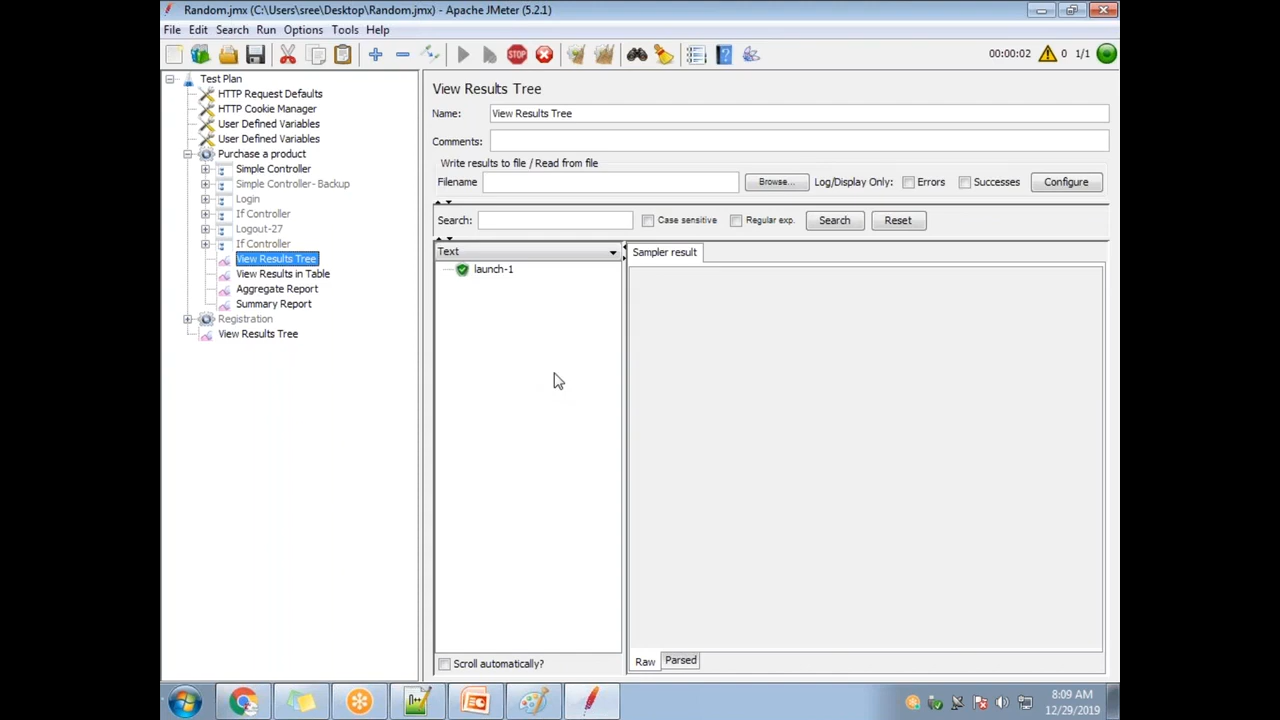 Random.jmx (C:\Users\sree\Desktop\Random.jmx) - Apache JMeter (5.2.1)
File Edit Search Run Options Tools Help
STOP 00:00:02 0 1/1
Test Plan
HTTP Request Defaults
HTTP Cookie Manager
User Defined Variables
User Defined Variables
Purchase a product
Simple Controller
Simple Controller- Backup
Login
If Controller
Logout-27
If Controller
View Results Tree
View Results in Table
Aggregate Report
Summary Report
Registration
View Results Tree
View Results Tree
Name: View Results Tree
Comments:
Write results to file / Read from file
Filename Browse... Log/Display Only: Errors Successes Configure
Search: Case sensitive Regular exp. Search Reset
Text
launch-1
Scroll automatically?
Sampler result
Raw Parsed
8:09 AM
12/29/2019